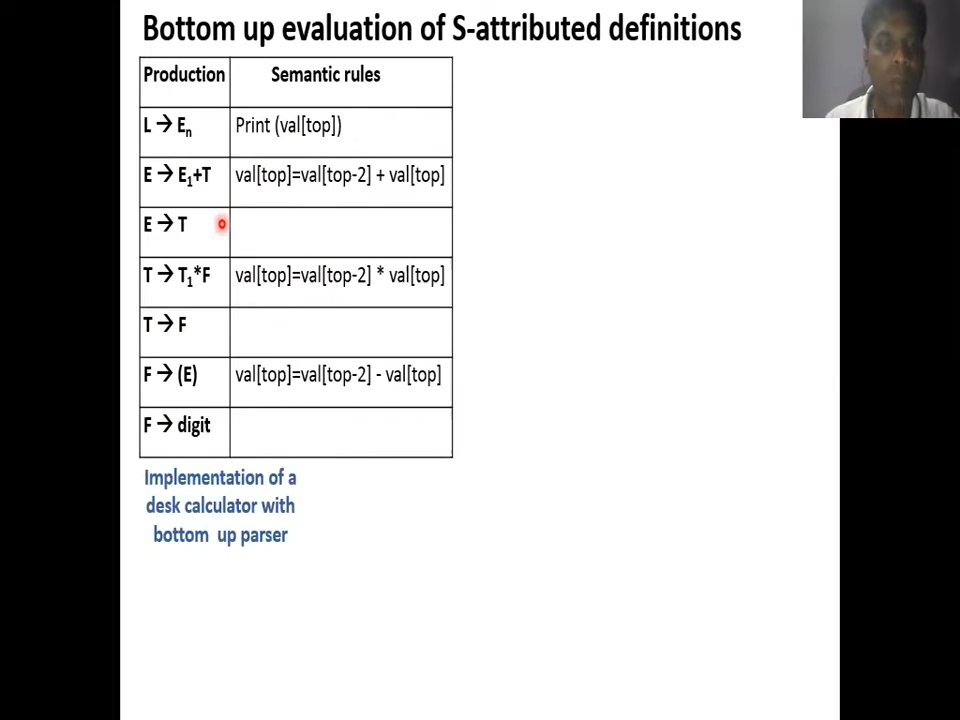 Bottom up evaluation of S-attributed definitions
Production Semantic rules
L → En Print (val[top])
E → E1+T val[top]=val[top-2] + val[top]
E → T
T → T1*F val[top]=val[top-2] * val[top]
T → F
F → (E) val[top]=val[top-2] - val[top]
F → digit
Implementation of a
desk calculator with
bottom up parser